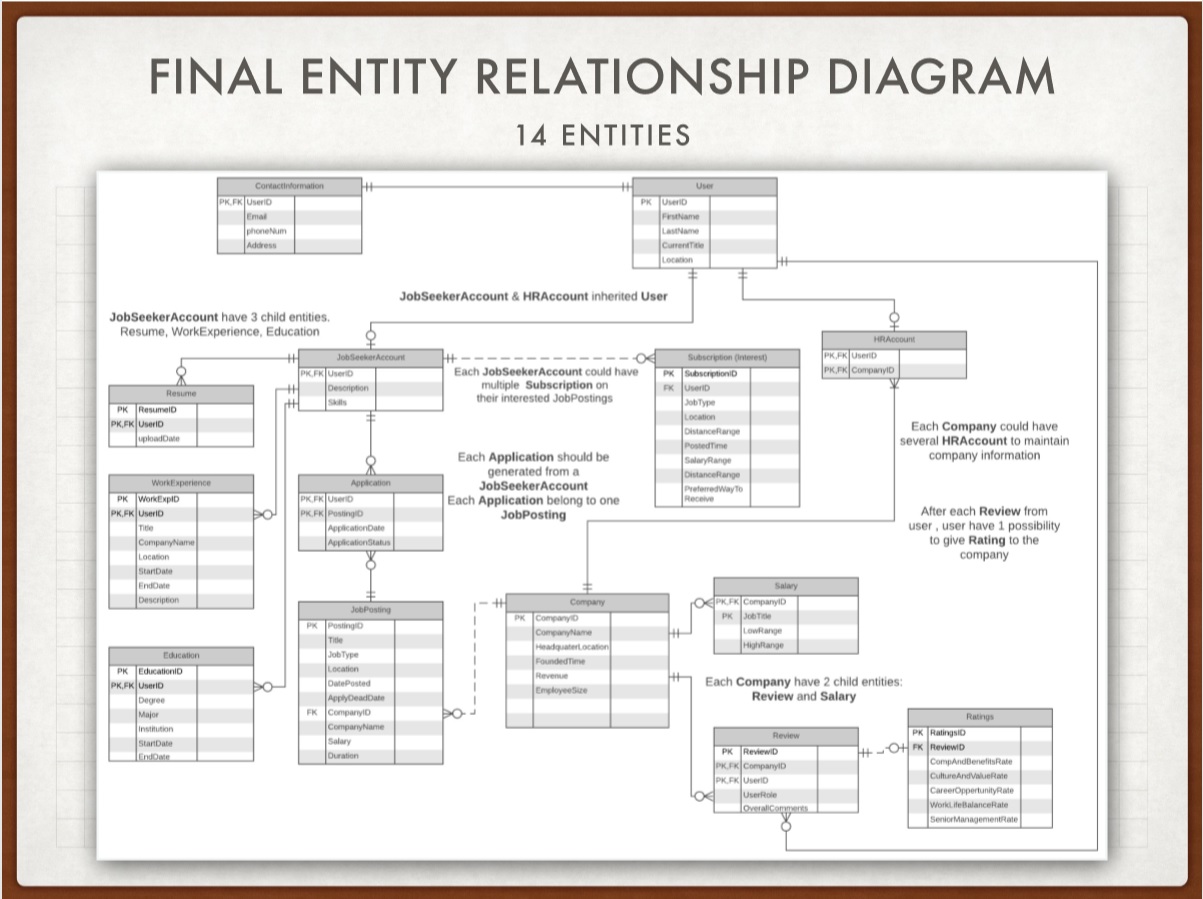 FINAL ENTITY RELATIONSHIP DIAGRAM
14 ENTITIES
ContactInformation
PK,FK UserID
Email
phoneNum
Address
User
PK UserID
FirstName
LastName
CurrentTitle
Location
JobSeekerAccount & HRAccount inherited User
JobSeekerAccount have 3 child entities.
Resume, WorkExperience, Education
JobSeekerAccount
PK,FK UserID
Description
Skills
Each JobSeekerAccount could have
multiple Subscription on
their interested JobPostings
Subscription (Interest)
PK SubscriptionID
FK UserID
JobType
Location
DistanceRange
PostedTime
SalaryRange
DistanceRange
PreferredWayTo
Receive
HRAccount
PK,FK UserID
PK,FK CompanyID
Each Company could have
several HRAccount to maintain
company information
Resume
PK ResumeID
PK,FK UserID
uploadDate
WorkExperience
PK WorkExpID
PK,FK UserID
Title
CompanyName
Location
StartDate
EndDate
Description
Application
PK,FK UserID
PK,FK PostingID
ApplicationDate
ApplicationStatus
Each Application should be
generated from a
JobSeekerAccount
Each Application belong to one
JobPosting
After each Review from
user , user have 1 possibility
to give Rating to the
company
Education
PK EducationID
PK,FK UserID
Degree
Major
Institution
StartDate
EndDate
JobPosting
PK PostingID
Title
JobType
Location
DatePosted
ApplyDeadDate
FK CompanyID
CompanyName
Salary
Duration
Company
PK CompanyID
CompanyName
HeadquaterLocation
FoundedTime
Revenue
EmployeeSize
Salary
PK,FK CompanyID
PK JobTitle
LowRange
HighRange
Each Company have 2 child entities:
Review and Salary
Review
PK ReviewID
PK,FK CompanyID
PK,FK UserID
UserRole
OverallComments
Ratings
PK RatingsID
FK ReviewID
CompAndBenefitsRate
CultureAndValueRate
CareerOppertunityRate
WorkLifeBalanceRate
SeniorManagementRate